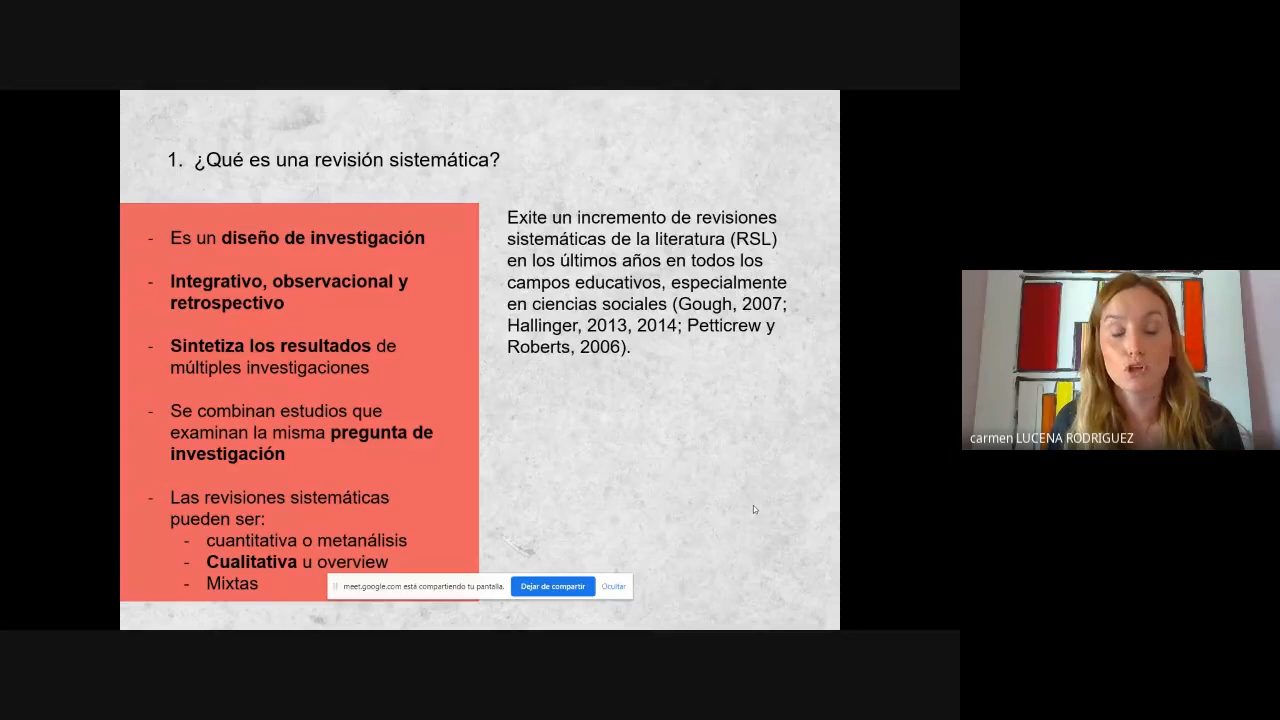 1. ¿Qué es una revisión sistemática?
- Es un diseño de investigación
- Integrativo, observacional y
retrospectivo
- Sintetiza los resultados de
múltiples investigaciones
- Se combinan estudios que
examinan la misma pregunta de
investigación
- Las revisiones sistemáticas
pueden ser:
- cuantitativa o metanálisis
- Cualitativa u overview
- Mixtas
Exite un incremento de revisiones
sistemáticas de la literatura (RSL)
en los últimos años en todos los
campos educativos, especialmente
en ciencias sociales (Gough, 2007;
Hallinger, 2013, 2014; Petticrew y
Roberts, 2006).
meet.google.com está compartiendo tu pantalla.
Dejar de compartir
Ocultar
carmen LUCENA RODRIGUEZ